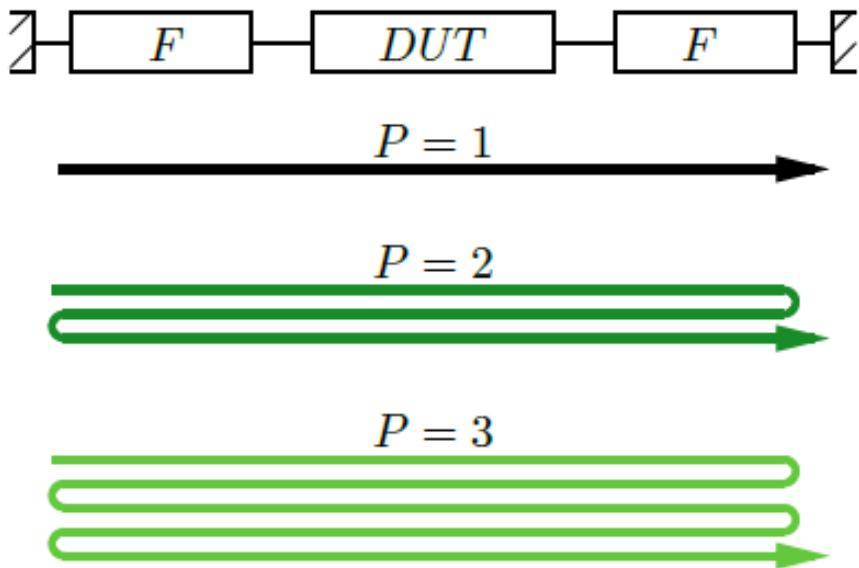 F DUT F
P = 1
P = 2
P = 3